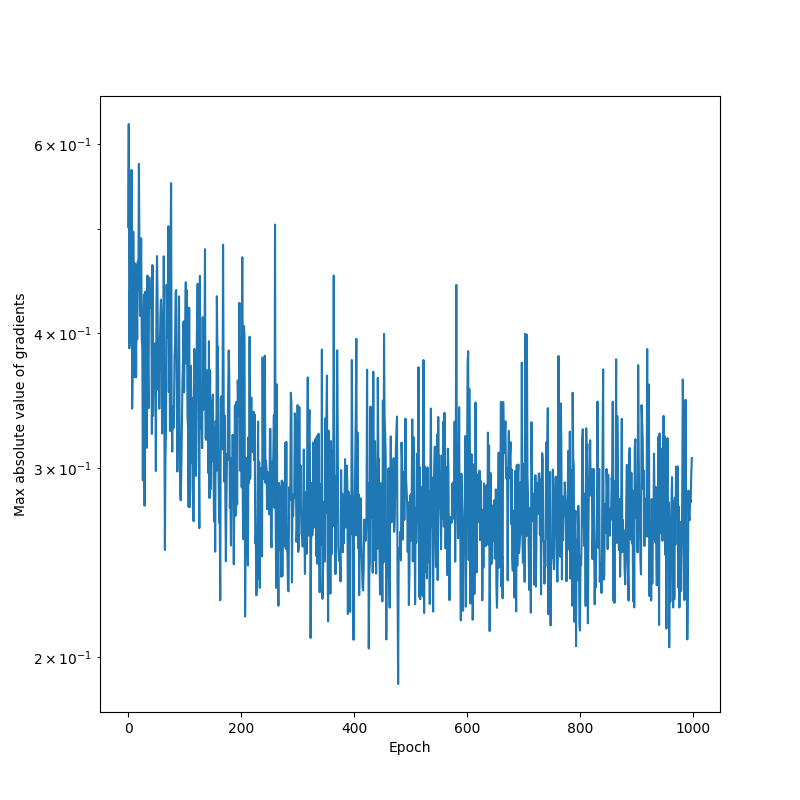 Max absolute value of gradients
6 × 10⁻¹
4 × 10⁻¹
3 × 10⁻¹
2 × 10⁻¹
0 200 400 600 800 1000
Epoch